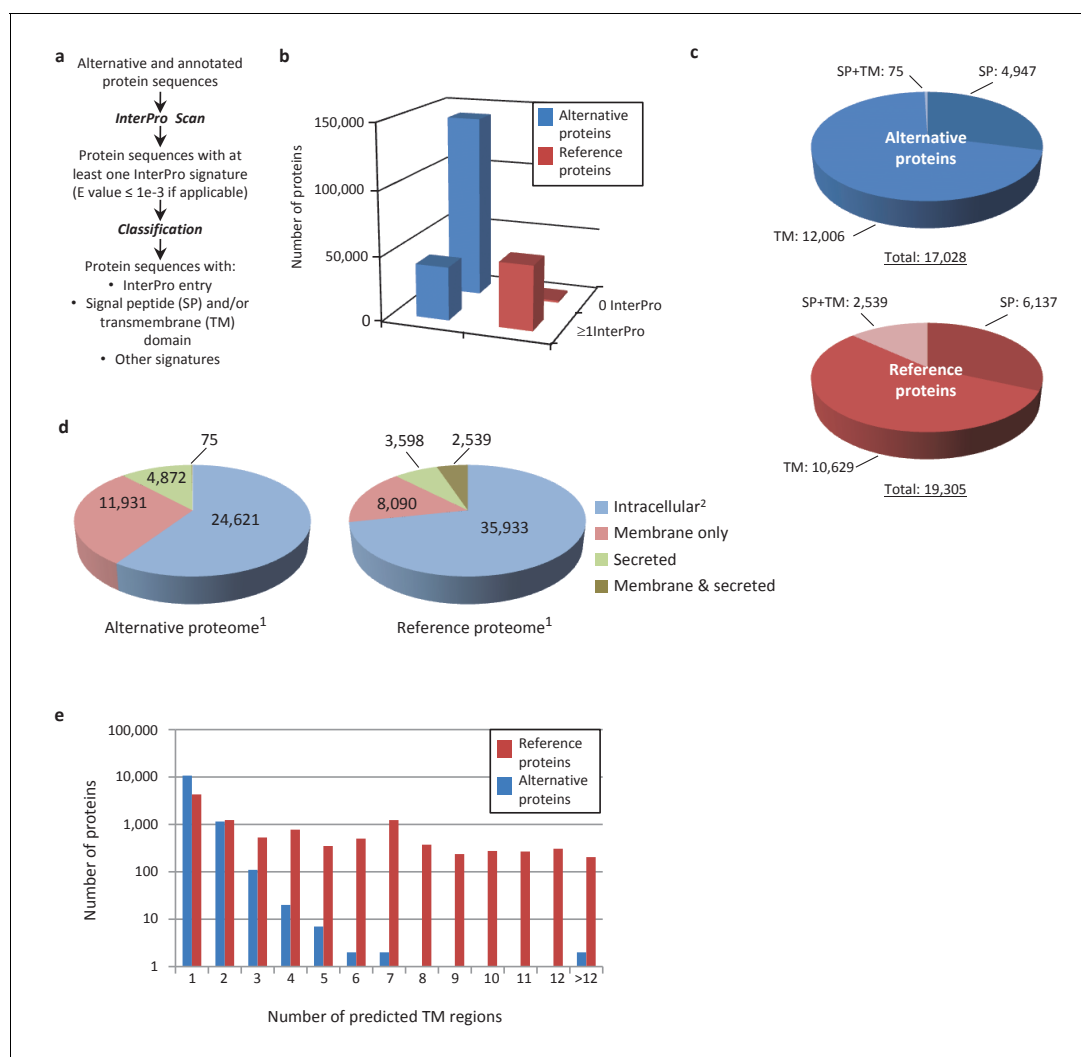 a
Alternative and annotated
protein sequences
InterPro Scan
Protein sequences with at
least one InterPro signature
(E value ≤ 1e-3 if applicable)
Classification
Protein sequences with:
• InterPro entry
• Signal peptide (SP) and/or
transmembrane (TM)
domain
• Other signatures
b
Number of proteins
150,000
100,000
50,000
0
Alternative
proteins
Reference
proteins
0 InterPro
≥1InterPro
c
SP+TM: 75
SP: 4,947
Alternative
proteins
TM: 12,006
Total: 17,028
SP+TM: 2,539
SP: 6,137
Reference
proteins
TM: 10,629
Total: 19,305
d
75
4,872
11,931
24,621
Alternative proteome¹
3,598
2,539
8,090
35,933
Reference proteome¹
Intracellular²
Membrane only
Secreted
Membrane & secreted
e
Number of proteins
100,000
10,000
1,000
100
10
1
Reference
proteins
Alternative
proteins
1 2 3 4 5 6 7 8 9 10 11 12 >12
Number of predicted TM regions